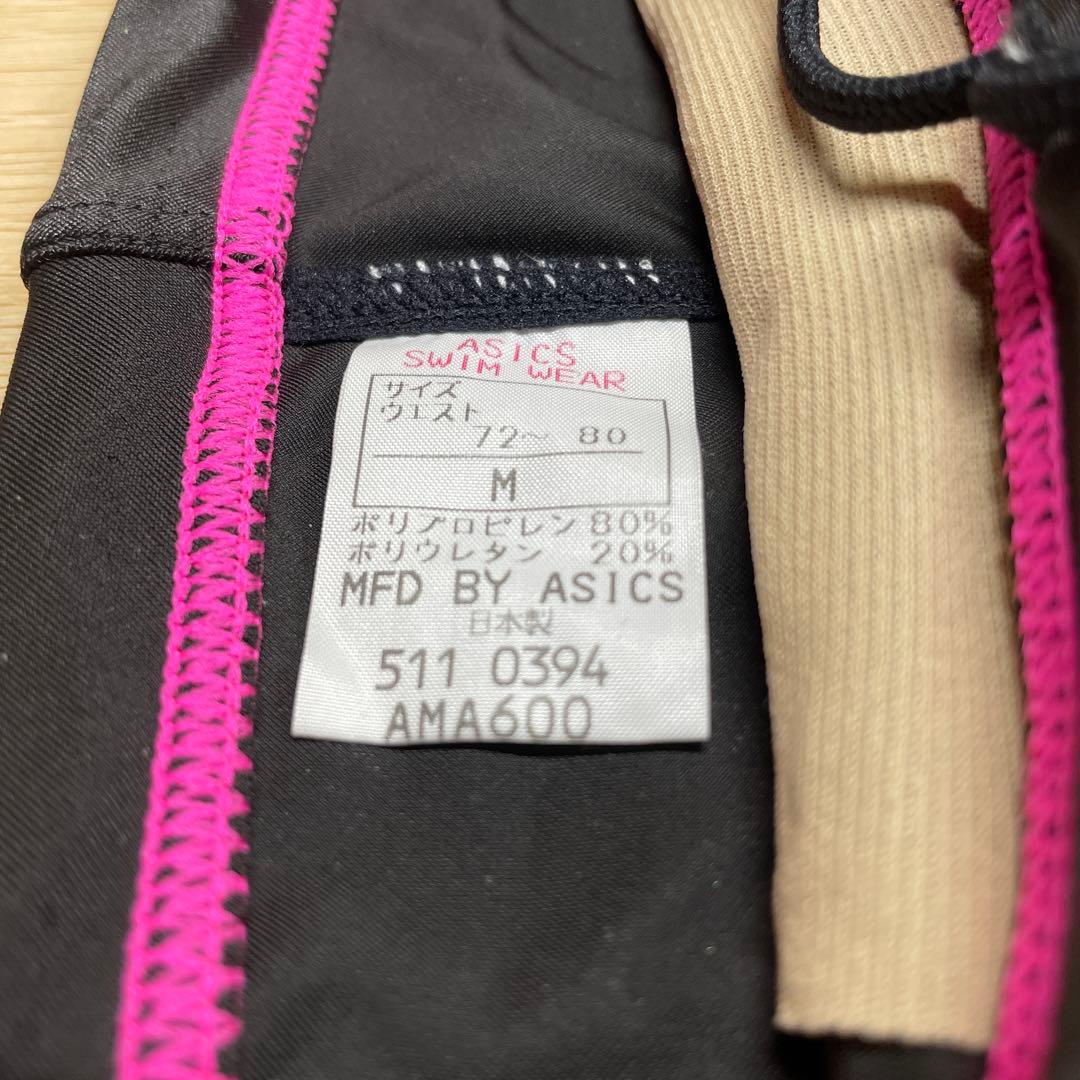 ASICS
SWIM WEAR
サイズ
ウエスト
72〜 80
M
ポリプロピレン 80%
ポリウレタン 20%
MFD BY ASICS
日本製
511 0394
AMA600